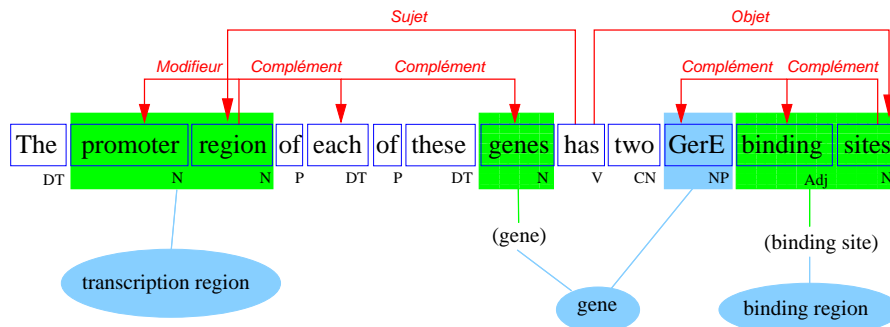 Sujet Objet
Modifieur Complément Complément Complément Complément
The promoter region of each of these genes has two GerE binding sites
DT N N P DT P DT N V CN NP Adj N
(gene) (binding site)
transcription region gene binding region